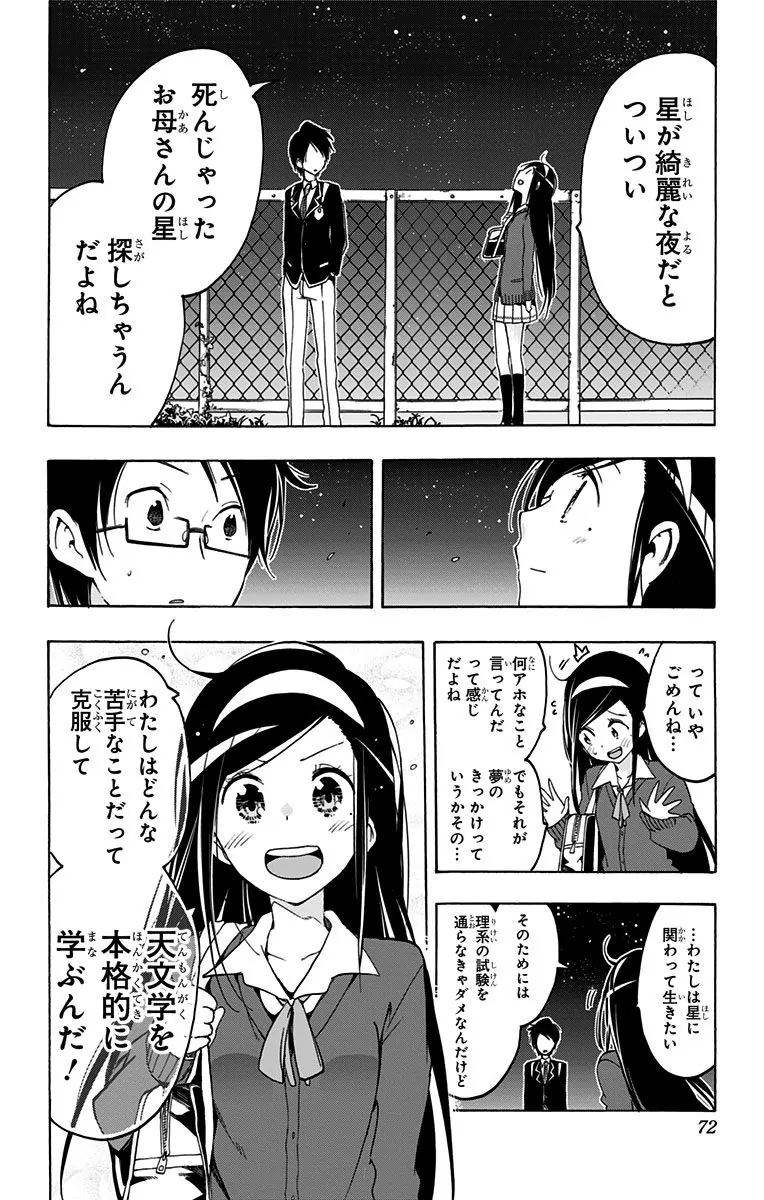 星が綺麗な夜だと
ついつい
死んじゃった
お母さんの星
探しちゃうん
だよね
って いや
ごめんね…
何アホなこと
言ってんだ
って感じ
だよね
でもそれが
夢の
きっかけって
いうかその…
…わたしは星に
関わって生きたい
そのためには
理系の試験を
通らなきゃダメなんだけど
わたしはどんな
苦手なことだって
克服して
天文学を
本格的に
学ぶんだ！
72